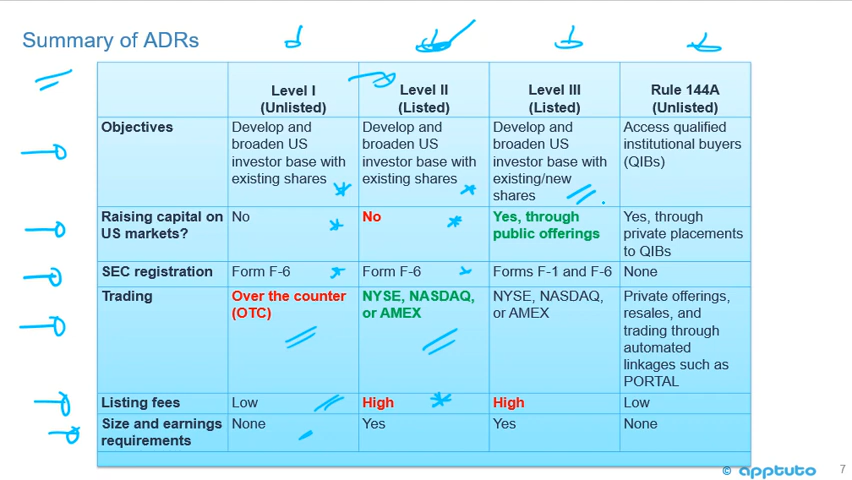 Summary of ADRs
Level I (Unlisted)
Level II (Listed)
Level III (Listed)
Rule 144A (Unlisted)
Objectives
Develop and broaden US investor base with existing shares
Develop and broaden US investor base with existing shares
Develop and broaden US investor base with existing/new shares
Access qualified institutional buyers (QIBs)
Raising capital on US markets?
No
No
Yes, through public offerings
Yes, through private placements to QIBs
SEC registration
Form F-6
Form F-6
Forms F-1 and F-6
None
Trading
Over the counter (OTC)
NYSE, NASDAQ, or AMEX
NYSE, NASDAQ, or AMEX
Private offerings, resales, and trading through automated linkages such as PORTAL
Listing fees
Low
High
High
Low
Size and earnings requirements
None
Yes
Yes
None
© apptuto
7